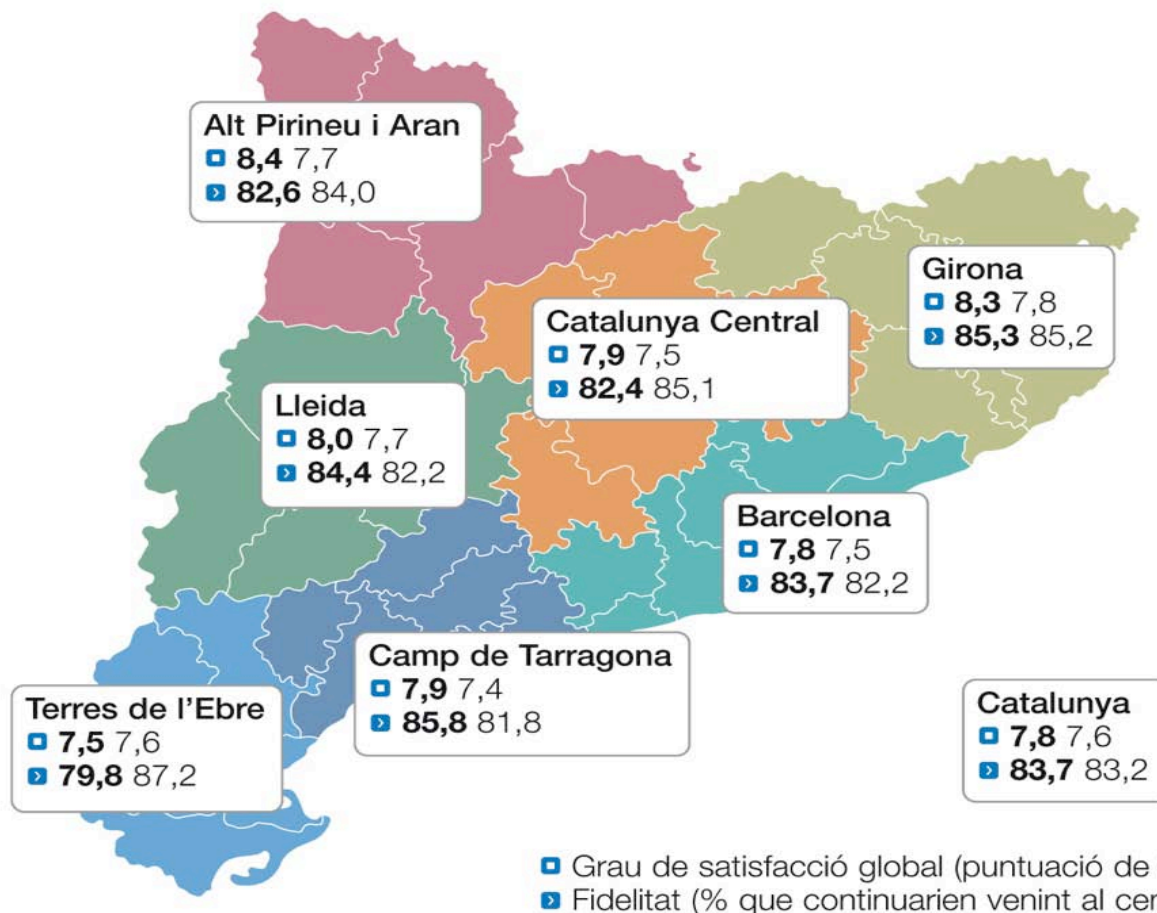 Alt Pirineu i Aran
8,4 7,7
82,6 84,0
Girona
8,3 7,8
85,3 85,2
Catalunya Central
7,9 7,5
82,4 85,1
Lleida
8,0 7,7
84,4 82,2
Barcelona
7,8 7,5
83,7 82,2
Camp de Tarragona
7,9 7,4
85,8 81,8
Terres de l'Ebre
7,5 7,6
79,8 87,2
Catalunya
7,8 7,6
83,7 83,2
Grau de satisfacció global (puntuació de
Fidelitat (% que continuarien venint al